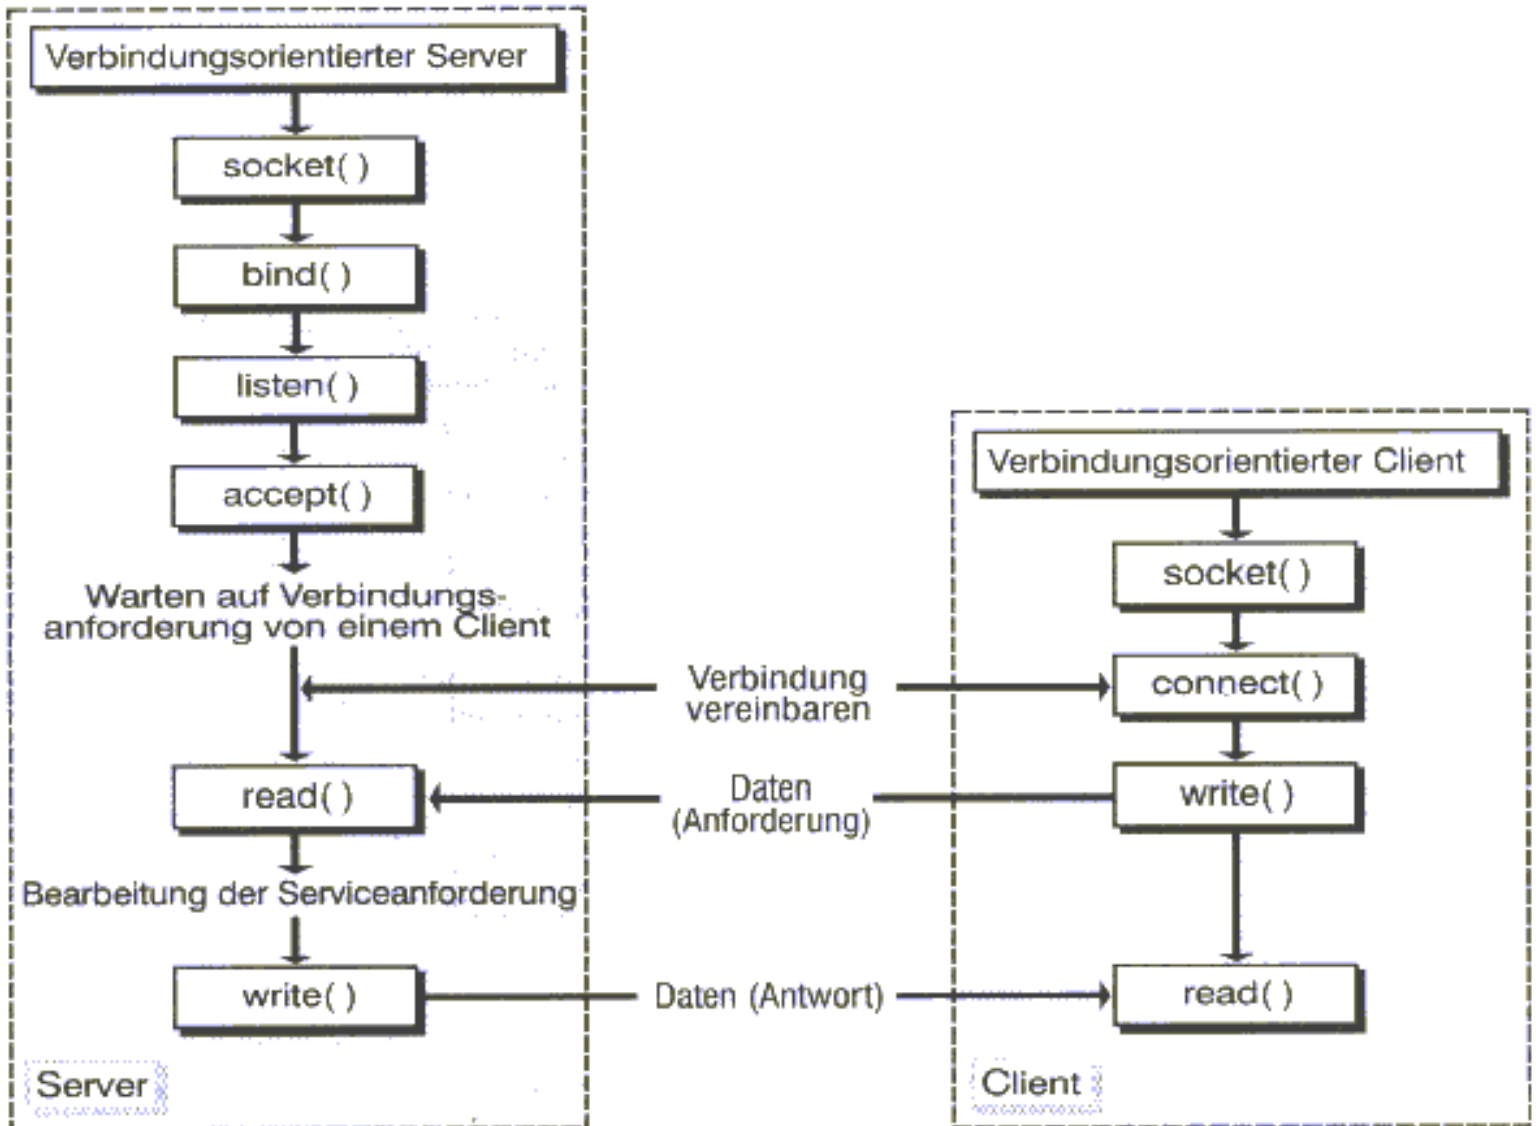 Verbindungsorientierter Server
socket( )
bind( )
listen( )
accept( )
Warten auf Verbindungs-
anforderung von einem Client
read( )
Bearbeitung der Serviceanforderung
write( )
Server
Verbindung
vereinbaren
Daten
(Anforderung)
Daten (Antwort)
Verbindungsorientierter Client
socket( )
connect( )
write( )
read( )
Client